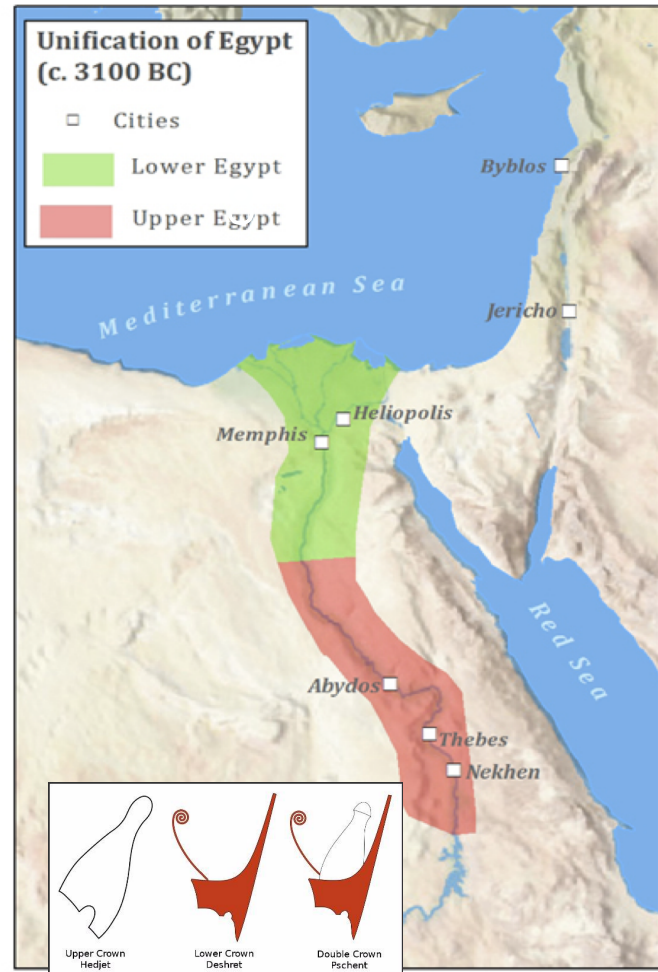 Unification of Egypt
(c. 3100 BC)
Cities
Lower Egypt
Upper Egypt
Byblos
Mediterranean Sea
Jericho
Heliopolis
Memphis
Red Sea
Abydos
Thebes
Nekhen
Upper Crown
Hedjet
Lower Crown
Deshret
Double Crown
Pschent